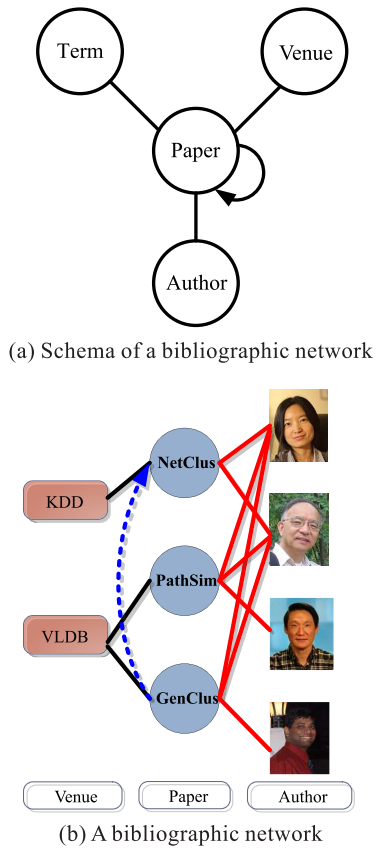 Term
Venue
Paper
Author
(a) Schema of a bibliographic network
NetClus
KDD
PathSim
VLDB
GenClus
Venue
Paper
Author
(b) A bibliographic network